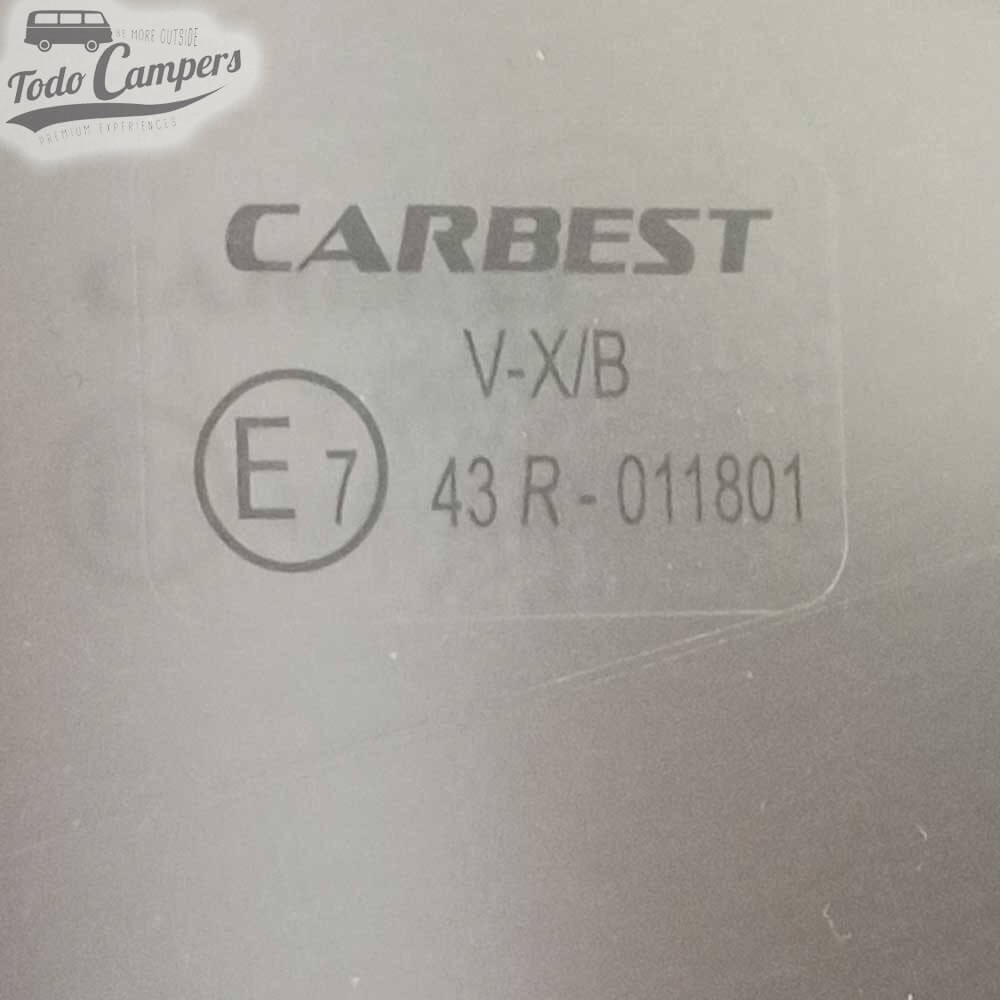 BE MORE OUTSIDE
Todo Campers
PREMIUM EXPERIENCES
CARBEST
V-X/B
E 7
43 R - 011801